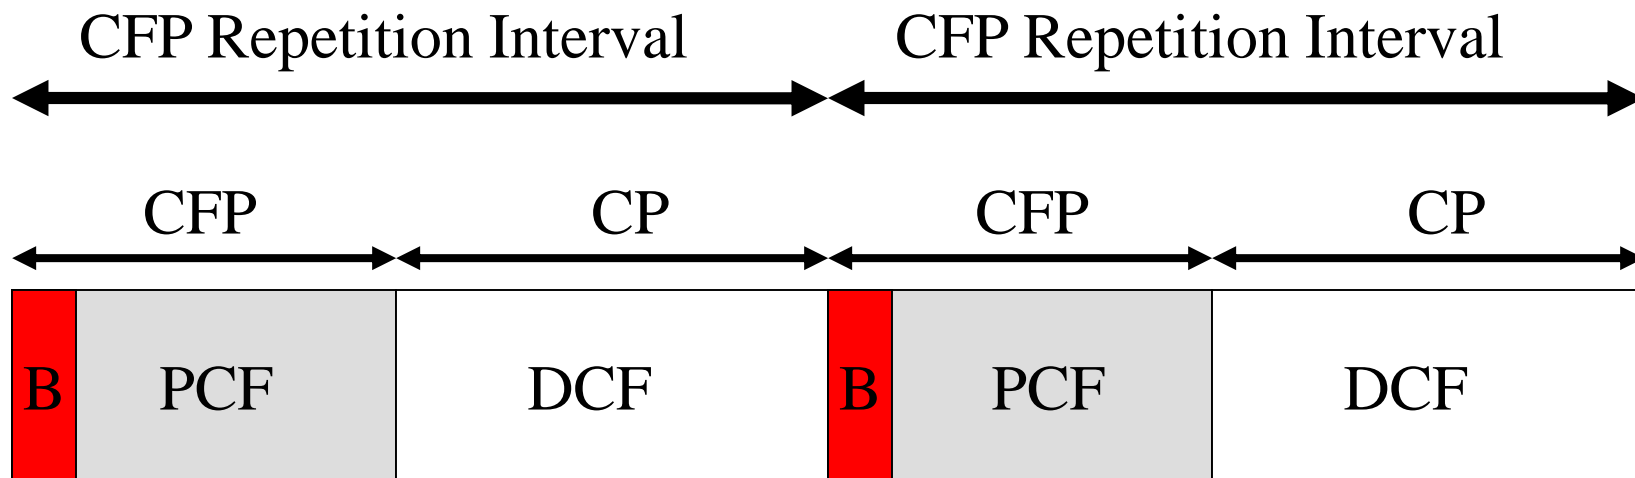 CFP Repetition Interval CFP Repetition Interval
CFP CP CFP CP
B PCF DCF B PCF DCF